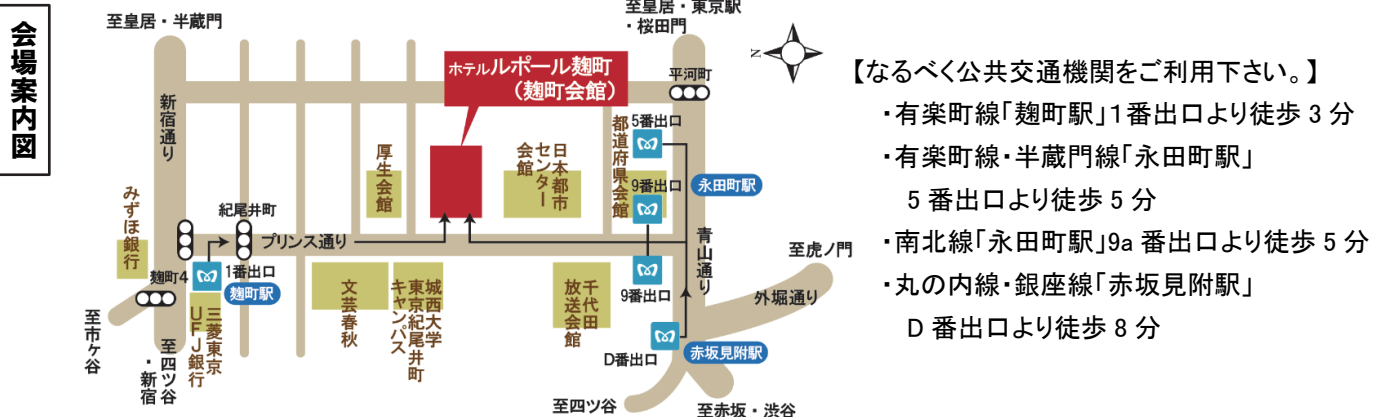 会場案内図
至皇居・半蔵門
至皇居・東京駅
・桜田門
N
ホテルルポール麹町
（麹町会館）
平河町
新宿通り
厚生会館
日本都市
センター
会館
都道府県会館
5番出口
9番出口
永田町駅
みずほ銀行
紀尾井町
プリンス通り
青山通り
至虎ノ門
麹町4
1番出口
麹町駅
文芸春秋
城西大学
東京紀尾井町
キャンパス
千代田
放送会館
9番出口
外堀通り
至市ヶ谷
三菱東京
UFJ銀行
至四ツ谷
・新宿
D番出口
赤坂見附駅
至四ツ谷
至赤坂・渋谷
【なるべく公共交通機関をご利用下さい。】
・有楽町線「麹町駅」1番出口より徒歩 3 分
・有楽町線・半蔵門線「永田町駅」
5 番出口より徒歩 5 分
・南北線「永田町駅」9a 番出口より徒歩 5 分
・丸の内線・銀座線「赤坂見附駅」
D 番出口より徒歩 8 分